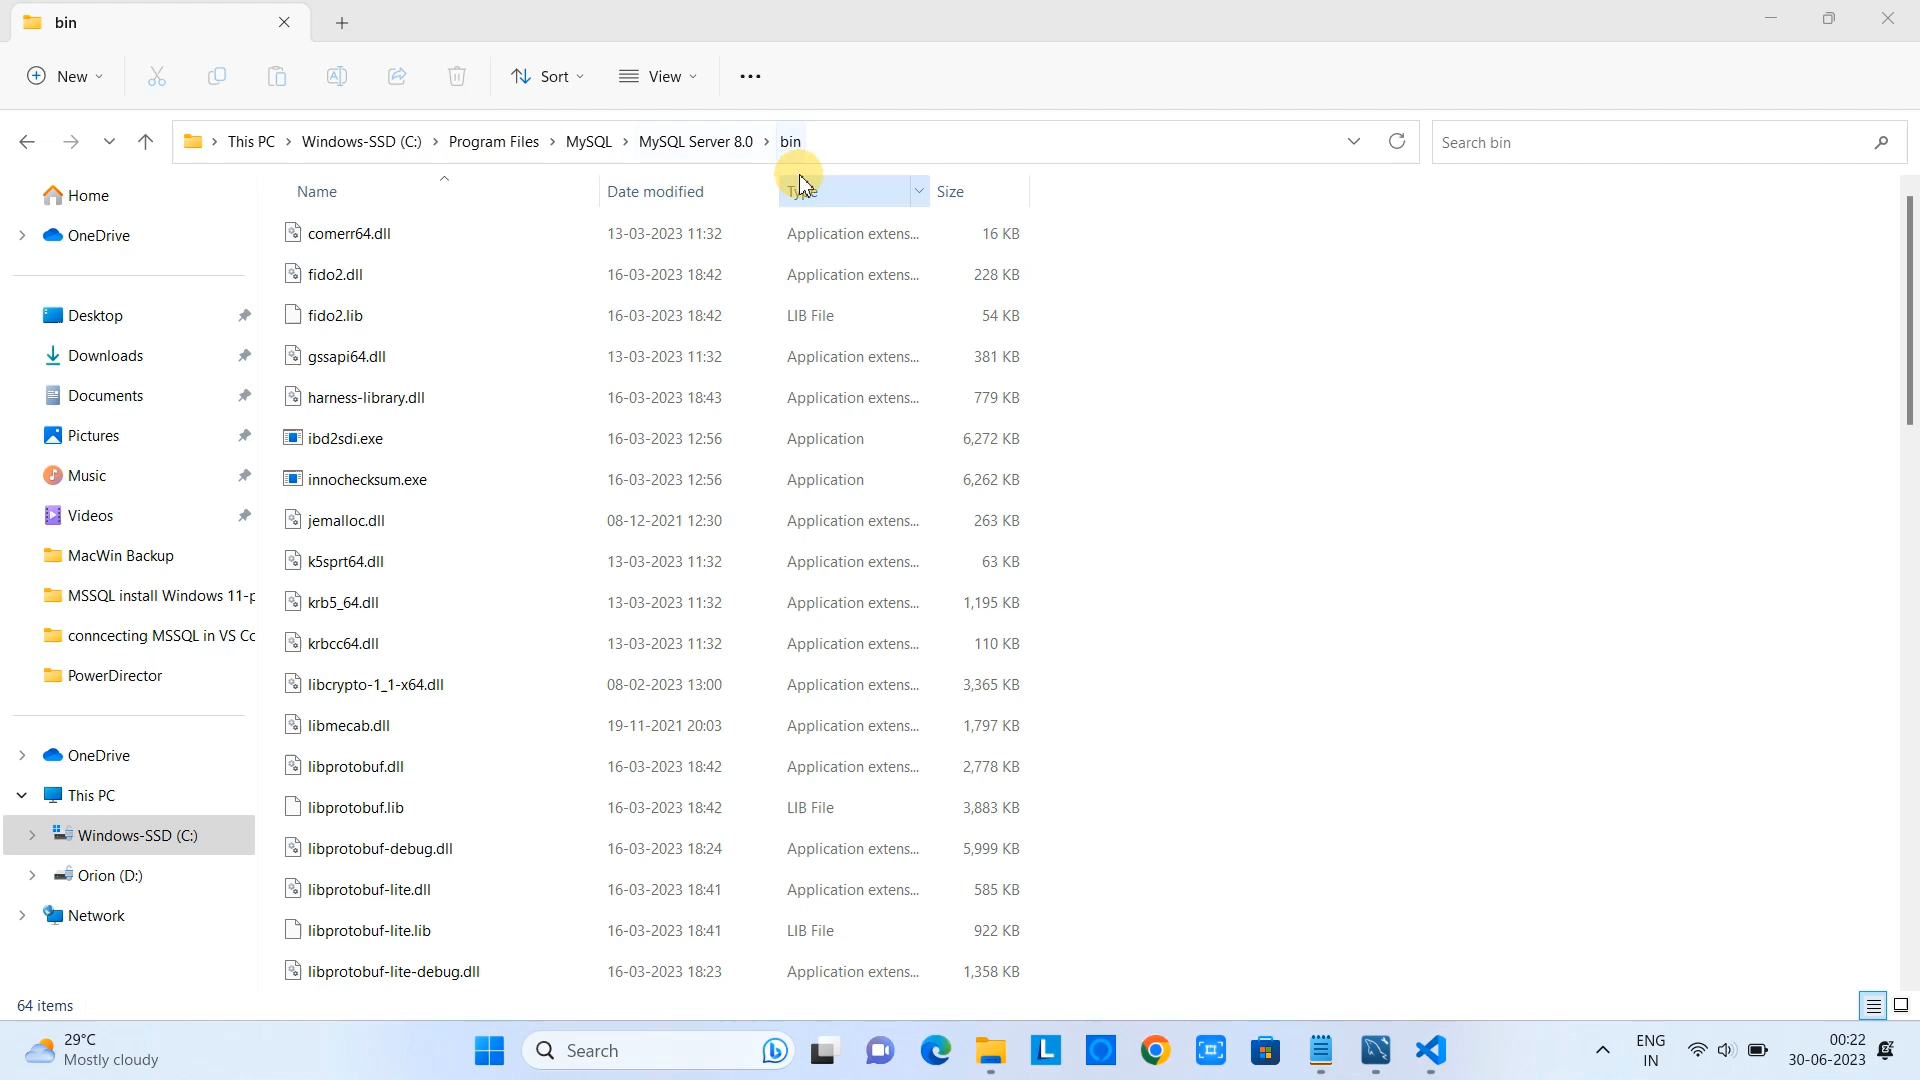 bin
New
Sort
View
This PC
Windows-SSD (C:)
Program Files
MySQL
MySQL Server 8.0
bin
Search bin
Home
OneDrive
Desktop
Downloads
Documents
Pictures
Music
Videos
MacWin Backup
MSSQL install Windows 11-p
conncecting MSSQL in VS Co
PowerDirector
OneDrive
This PC
Windows-SSD (C:)
Orion (D:)
Network
Name Date modified Type Size
comerr64.dll 13-03-2023 11:32 Application extens... 16 KB
fido2.dll 16-03-2023 18:42 Application extens... 228 KB
fido2.lib 16-03-2023 18:42 LIB File 54 KB
gssapi64.dll 13-03-2023 11:32 Application extens... 381 KB
harness-library.dll 16-03-2023 18:43 Application extens... 779 KB
ibd2sdi.exe 16-03-2023 12:56 Application 6,272 KB
innochecksum.exe 16-03-2023 12:56 Application 6,262 KB
jemalloc.dll 08-12-2021 12:30 Application extens... 263 KB
k5sprt64.dll 13-03-2023 11:32 Application extens... 63 KB
krb5_64.dll 13-03-2023 11:32 Application extens... 1,195 KB
krbcc64.dll 13-03-2023 11:32 Application extens... 110 KB
libcrypto-1_1-x64.dll 08-02-2023 13:00 Application extens... 3,365 KB
libmecab.dll 19-11-2021 20:03 Application extens... 1,797 KB
libprotobuf.dll 16-03-2023 18:42 Application extens... 2,778 KB
libprotobuf.lib 16-03-2023 18:42 LIB File 3,883 KB
libprotobuf-debug.dll 16-03-2023 18:24 Application extens... 5,999 KB
libprotobuf-lite.dll 16-03-2023 18:41 Application extens... 585 KB
libprotobuf-lite.lib 16-03-2023 18:41 LIB File 922 KB
libprotobuf-lite-debug.dll 16-03-2023 18:23 Application extens... 1,358 KB
64 items
29°C
Mostly cloudy
Search
L
ENG
IN
00:22
30-06-2023